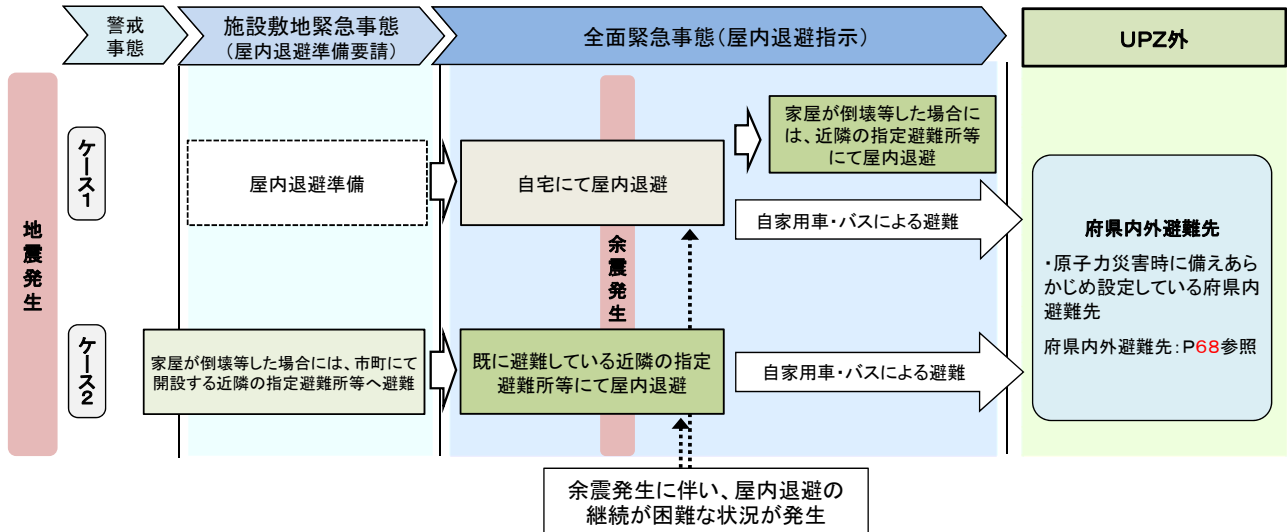 警戒
事態
施設敷地緊急事態
（屋内退避準備要請）
全面緊急事態（屋内退避指示）
UPZ外
地震発生
ケース1
屋内退避準備
自宅にて屋内退避
家屋が倒壊等した場合に
は、近隣の指定避難所等
にて屋内退避
自家用車・バスによる避難
余震発生
ケース2
家屋が倒壊等した場合には、市町にて
開設する近隣の指定避難所等へ避難
既に避難している近隣の指定
避難所等にて屋内退避
自家用車・バスによる避難
府県内外避難先
・原子力災害時に備えあら
かじめ設定している府県内
避難先
府県内外避難先：P68参照
余震発生に伴い、屋内退避の
継続が困難な状況が発生